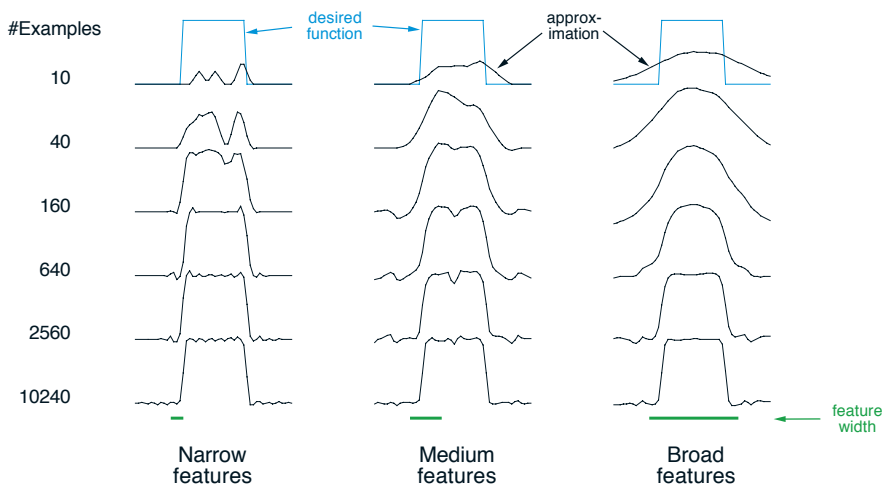 #Examples
desired
function
approx-
imation
10
40
160
640
2560
10240
feature
width
Narrow
features
Medium
features
Broad
features